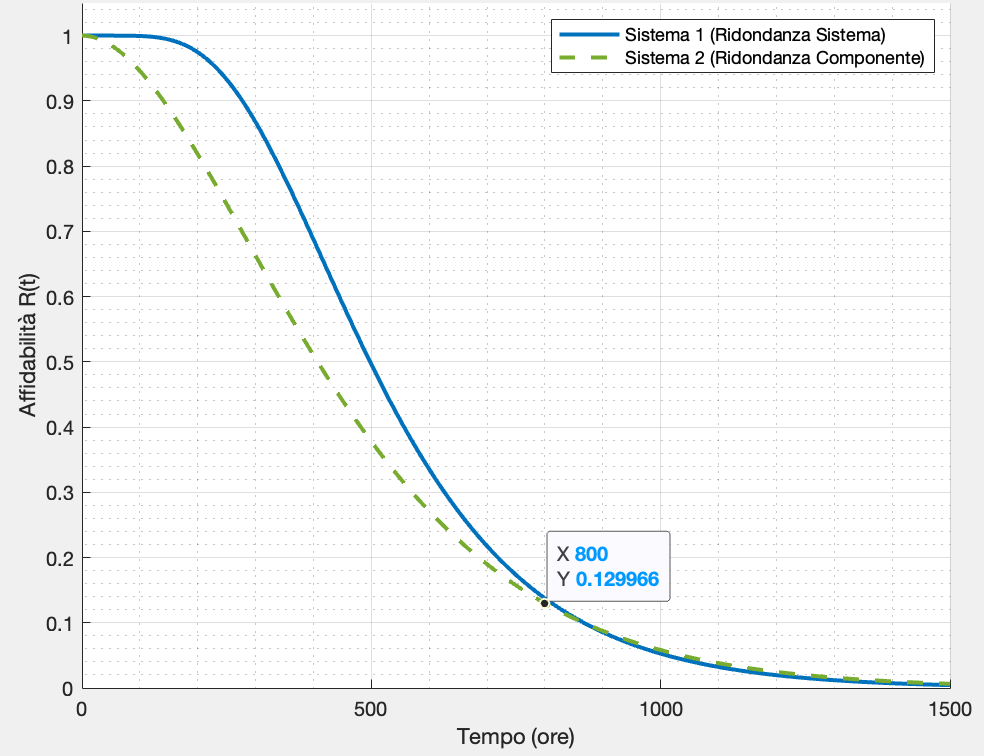 Sistema 1 (Ridondanza Sistema)
Sistema 2 (Ridondanza Componente)
Affidabilità R(t)
1
0.9
0.8
0.7
0.6
0.5
0.4
0.3
0.2
0.1
0
X 800
Y 0.129966
0 500 1000 1500
Tempo (ore)